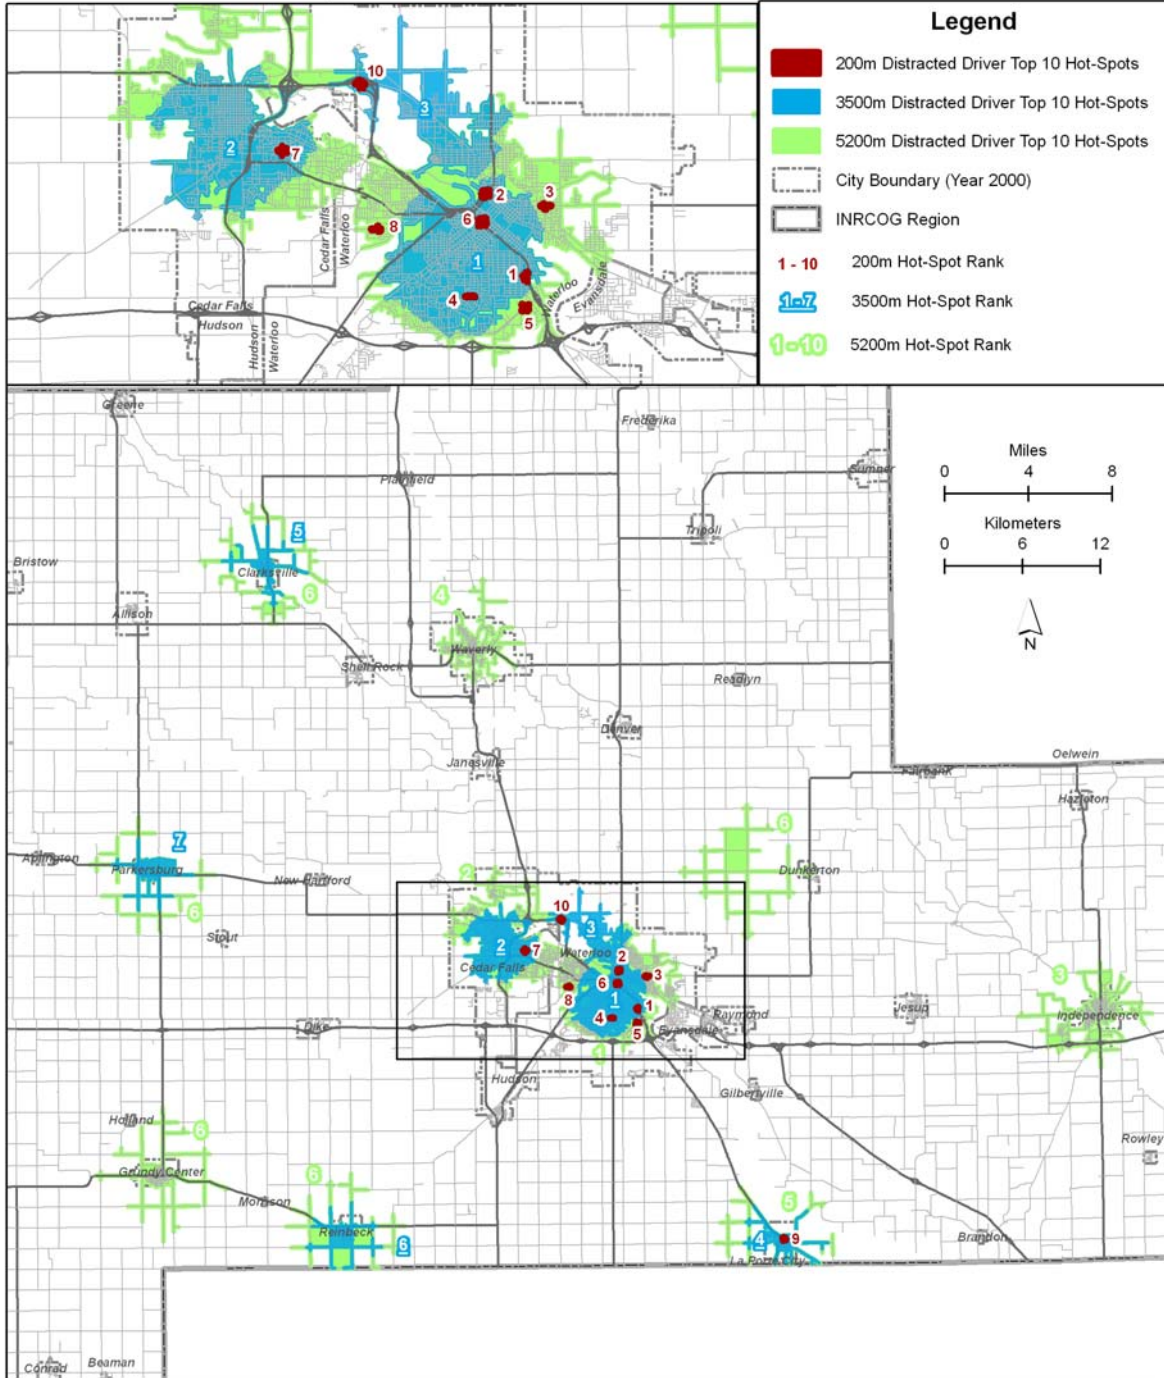 Legend
200m Distracted Driver Top 10 Hot-Spots
3500m Distracted Driver Top 10 Hot-Spots
5200m Distracted Driver Top 10 Hot-Spots
City Boundary (Year 2000)
INRCOG Region
1 - 10 200m Hot-Spot Rank
1-7 3500m Hot-Spot Rank
1 - 10 5200m Hot-Spot Rank
10
3
2
7
2
3
6
8
Cedar Falls
Waterloo
1
1
4
5
Waterloo
Evansdale
Cedar Falls
Hudson
Hudson
Waterloo
Greene
Frederika
Miles
0 4 8
Kilometers
0 6 12
N
Plainfield
Sumner
Tripoli
5
Bristow
Clarksville
6
4
Allison
Waverly
Shell Rock
Readlyn
Denver
Janesville
Oelwein
Fairbank
Hazleton
7
6
Aplington
Parkersburg
New Hartford
Dunkerton
2
6
10
3
Stout
2
7
Waterloo
Cedar Falls
2
3
6
8
1
1
4
5
3
Jesup
Independence
Raymond
Evansdale
Dike
1
Hudson
Gilbertville
Holland
6
Rowley
Grundy Center
6
Morrison
5
Reinbeck
6
4
9
Brandon
La Porte City
Conrad
Beaman